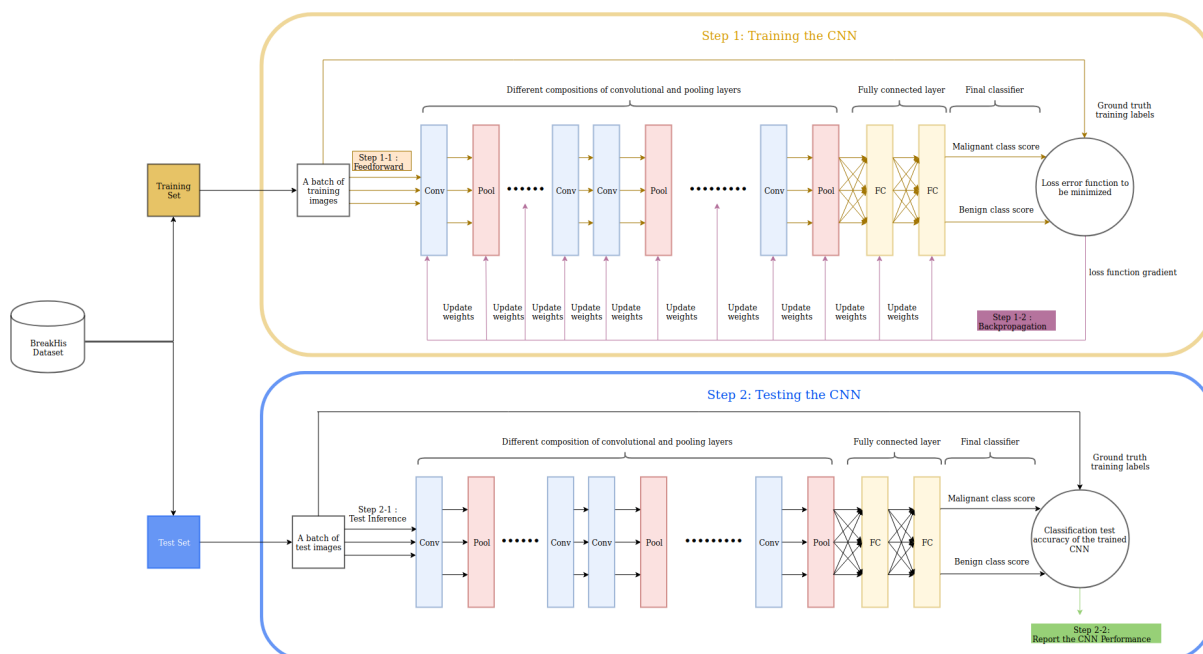 Step 1: Training the CNN
Different compositions of convolutional and pooling layers
Fully connected layer
Final classifier
Ground truth
training labels
Training
Set
A batch of
training
images
Step 1-1 :
Feedforward
Conv
Pool
Conv
Conv
Pool
Conv
Pool
FC
FC
Malignant class score
Benign class score
Loss error function to
be minimized
loss function gradient
Update
weights
Update
weights
Update
weights
Update
weights
Update
weights
Update
weights
Update
weights
Update
weights
Update
weights
Step 1-2 :
Backpropagation
BreakHis
Dataset
Step 2: Testing the CNN
Different composition of convolutional and pooling layers
Fully connected layer
Final classifier
Ground truth
training labels
Test Set
A batch of
test images
Step 2-1 :
Test Inference
Conv
Pool
Conv
Conv
Pool
Conv
Pool
FC
FC
Malignant class score
Benign class score
Classification test
accuracy of the trained
CNN
Step 2-2:
Report the CNN Performance